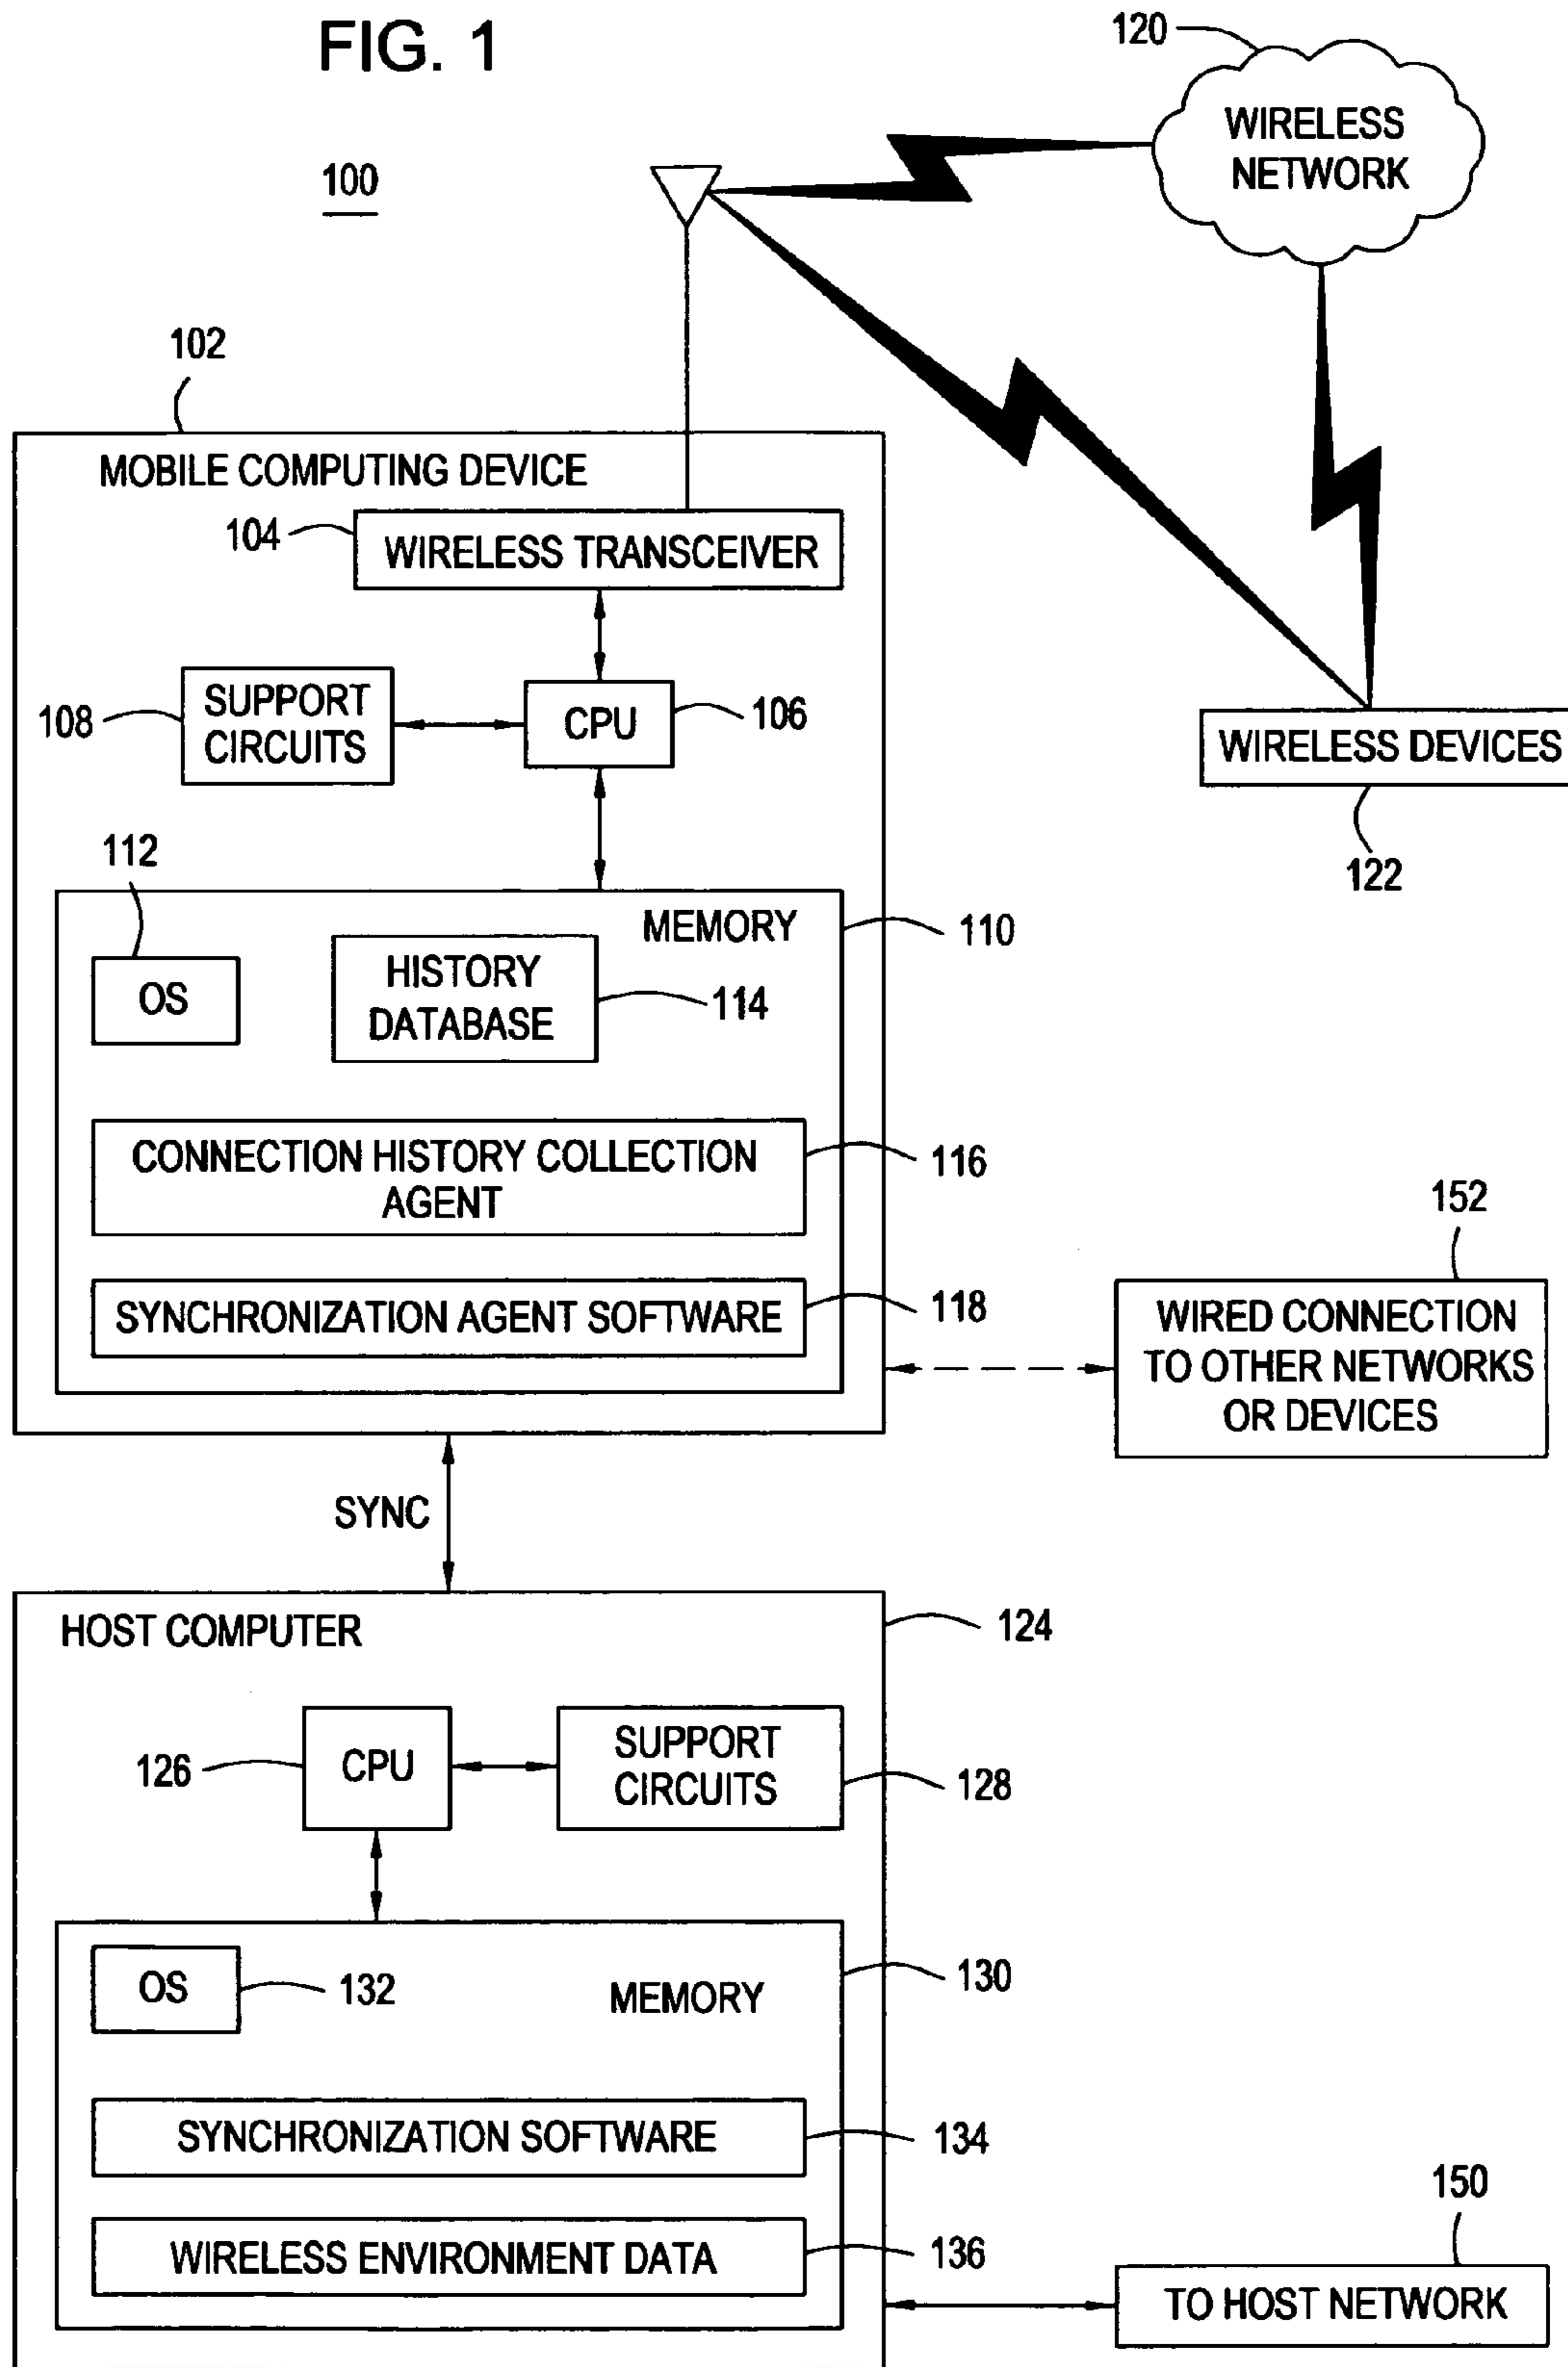 FIG. 1
100
120
WIRELESS
NETWORK
102
MOBILE COMPUTING DEVICE
104
WIRELESS TRANSCEIVER
108
SUPPORT
CIRCUITS
CPU
106
WIRELESS DEVICES
122
112
MEMORY
110
OS
HISTORY
DATABASE
114
CONNECTION HISTORY COLLECTION
AGENT
116
SYNCHRONIZATION AGENT SOFTWARE
118
152
WIRED CONNECTION
TO OTHER NETWORKS
OR DEVICES
SYNC
HOST COMPUTER
124
126
CPU
SUPPORT
CIRCUITS
128
OS
132
MEMORY
130
SYNCHRONIZATION SOFTWARE
134
WIRELESS ENVIRONMENT DATA
136
150
TO HOST NETWORK